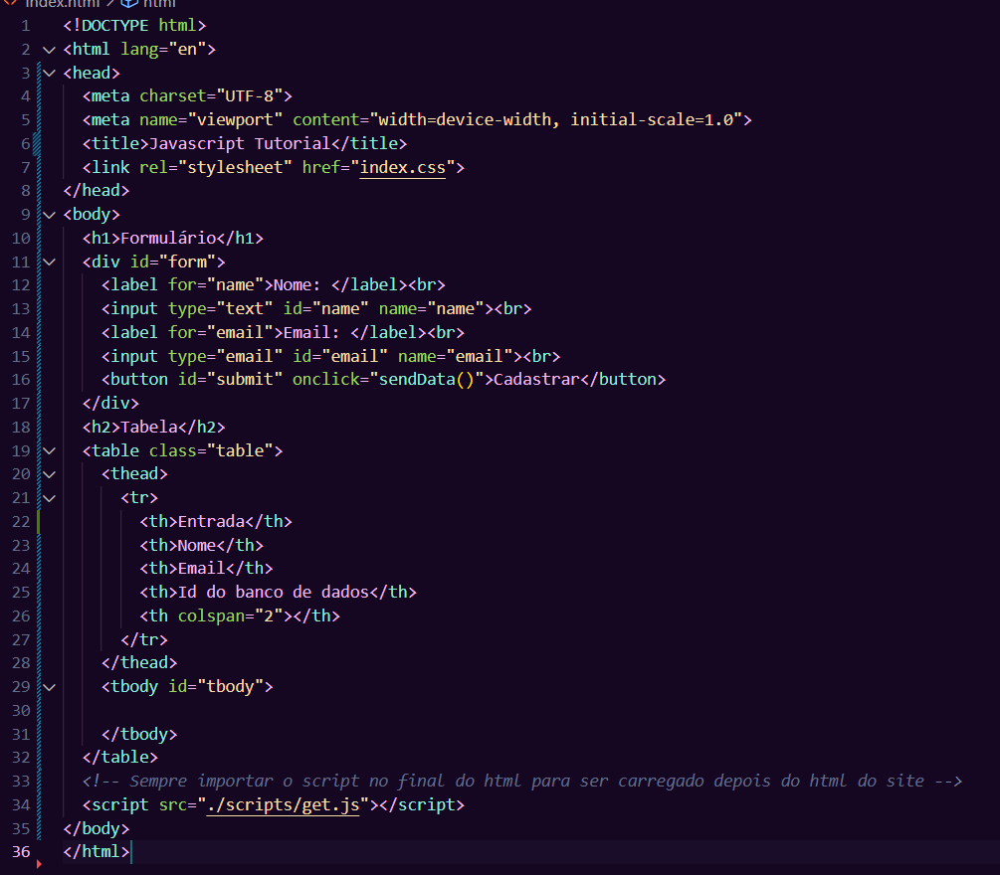 index.html > html
1 <!DOCTYPE html>
2 <html lang="en">
3 <head>
4 <meta charset="UTF-8">
5 <meta name="viewport" content="width=device-width, initial-scale=1.0">
6 <title>Javascript Tutorial</title>
7 <link rel="stylesheet" href="index.css">
8 </head>
9 <body>
10 <h1>Formulário</h1>
11 <div id="form">
12 <label for="name">Nome: </label><br>
13 <input type="text" id="name" name="name"><br>
14 <label for="email">Email: </label><br>
15 <input type="email" id="email" name="email"><br>
16 <button id="submit" onclick="sendData()">Cadastrar</button>
17 </div>
18 <h2>Tabela</h2>
19 <table class="table">
20 <thead>
21 <tr>
22 <th>Entrada</th>
23 <th>Nome</th>
24 <th>Email</th>
25 <th>Id do banco de dados</th>
26 <th colspan="2"></th>
27 </tr>
28 </thead>
29 <tbody id="tbody">
30
31 </tbody>
32 </table>
33 <!-- Sempre importar o script no final do html para ser carregado depois do html do site -->
34 <script src="./scripts/get.js"></script>
35 </body>
36 </html>